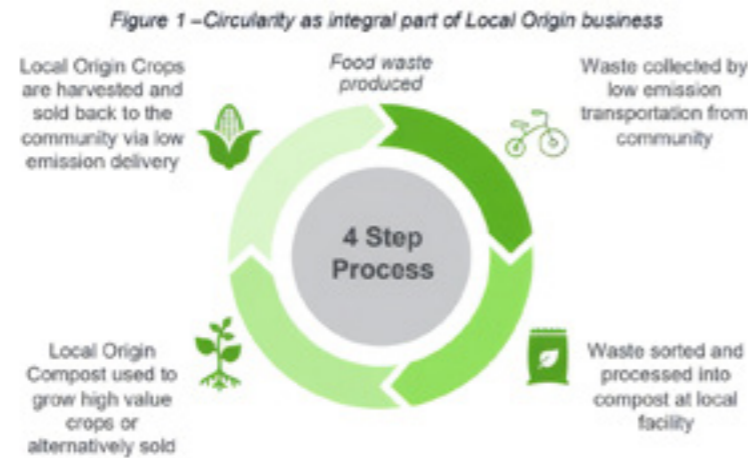 Figure 1 –Circularity as integral part of Local Origin business
Food waste
produced
Waste collected by
low emission
transportation from
community
Waste sorted and
processed into
compost at local
facility
Local Origin
Compost used to
grow high value
crops or
alternatively sold
Local Origin Crops
are harvested and
sold back to the
community via low
emission delivery
4 Step
Process